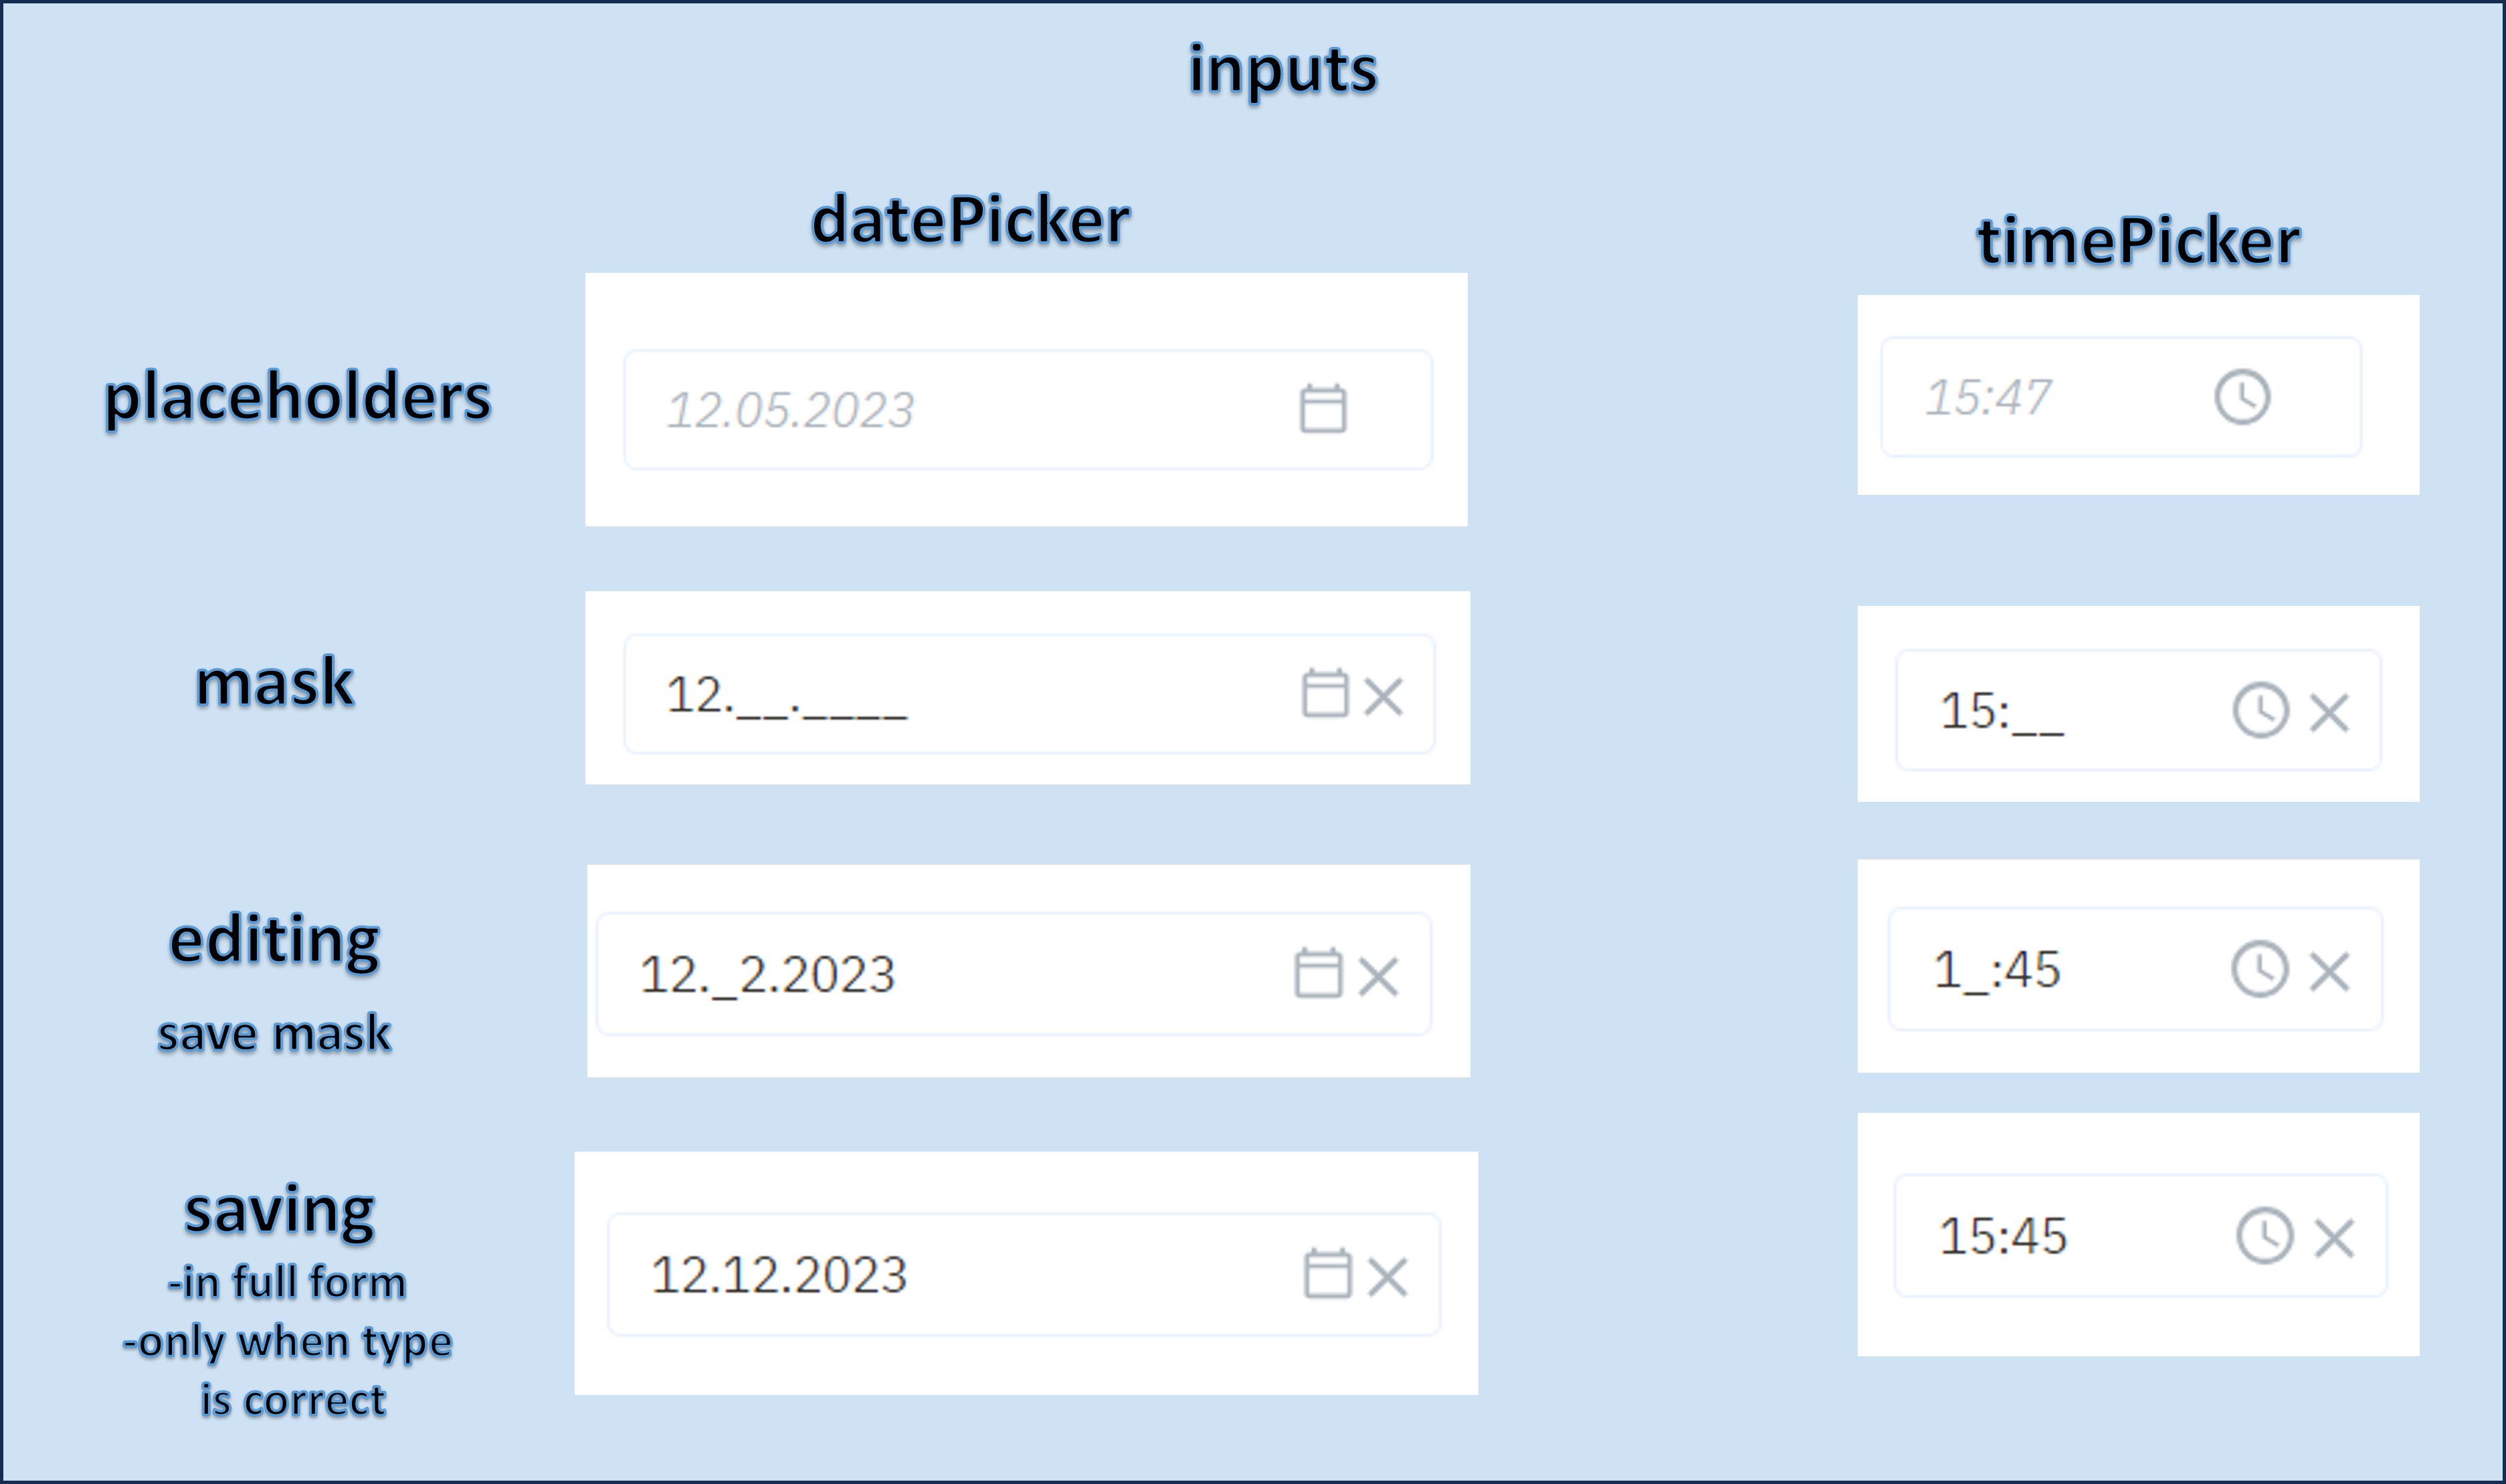 inputs
datePicker
timePicker
placeholders
12.05.2023
15:47
mask
12.__.____
15:__
editing
save mask
12._2.2023
1_:45
saving
-in full form
-only when type
is correct
12.12.2023
15:45